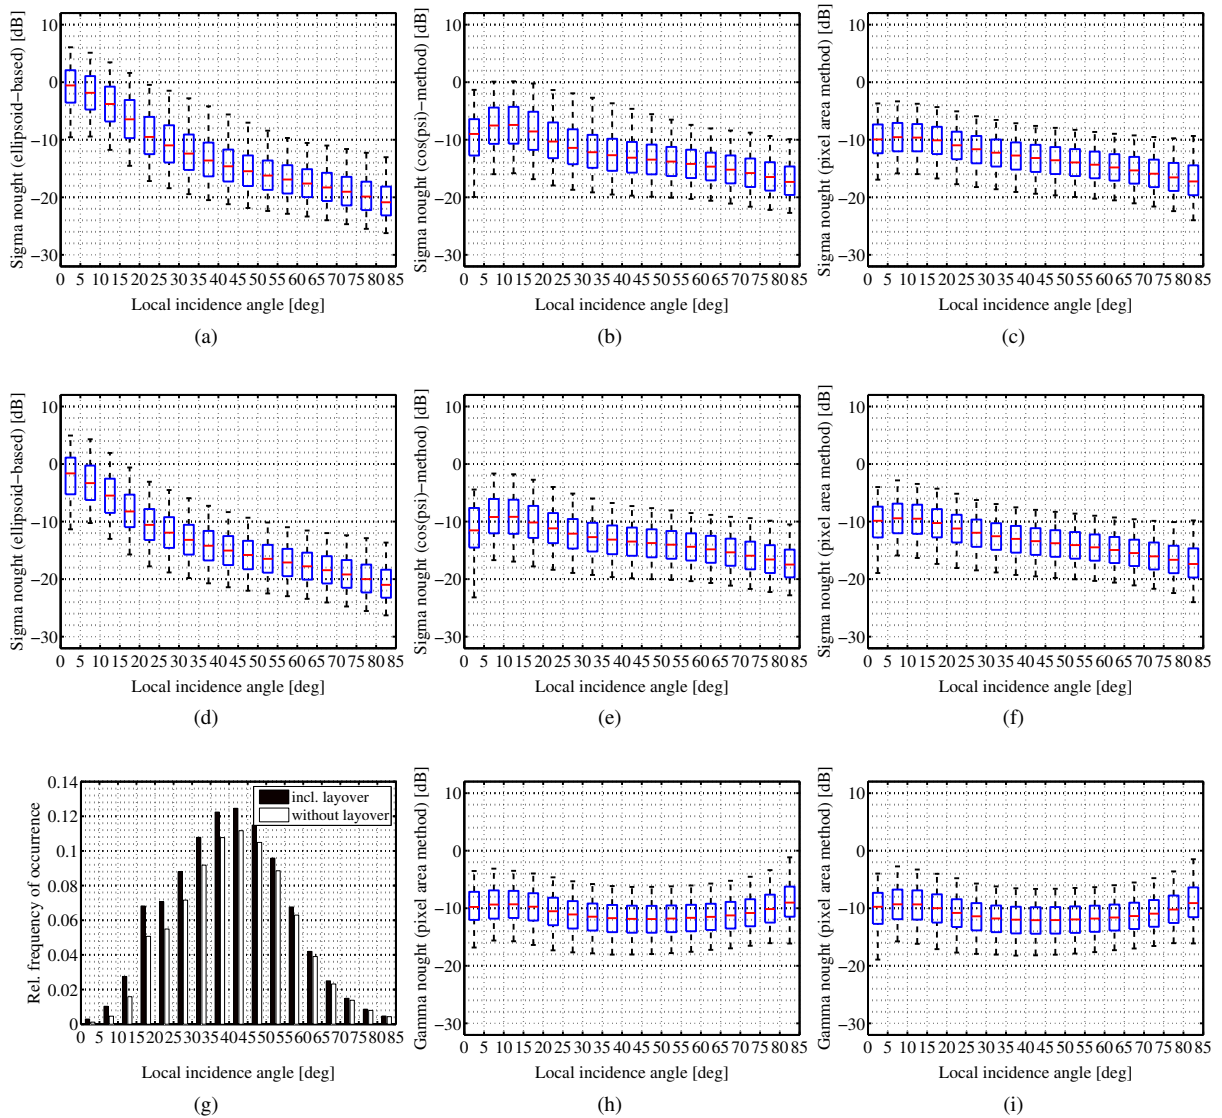 Sigma nought (ellipsoid−based) [dB]
10
0
−10
−20
−30
0 5 10 15 20 25 30 35 40 45 50 55 60 65 70 75 80 85
Local incidence angle [deg]
(a)
Sigma nought (cos(psi)−method) [dB]
10
0
−10
−20
−30
0 5 10 15 20 25 30 35 40 45 50 55 60 65 70 75 80 85
Local incidence angle [deg]
(b)
Sigma nought (pixel area method) [dB]
10
0
−10
−20
−30
0 5 10 15 20 25 30 35 40 45 50 55 60 65 70 75 80 85
Local incidence angle [deg]
(c)
Sigma nought (ellipsoid−based) [dB]
10
0
−10
−20
−30
0 5 10 15 20 25 30 35 40 45 50 55 60 65 70 75 80 85
Local incidence angle [deg]
(d)
Sigma nought (cos(psi)−method) [dB]
10
0
−10
−20
−30
0 5 10 15 20 25 30 35 40 45 50 55 60 65 70 75 80 85
Local incidence angle [deg]
(e)
Sigma nought (pixel area method) [dB]
10
0
−10
−20
−30
0 5 10 15 20 25 30 35 40 45 50 55 60 65 70 75 80 85
Local incidence angle [deg]
(f)
Rel. frequency of occurrence
0.14
0.12
0.1
0.08
0.06
0.04
0.02
0
incl. layover
without layover
0 5 10 15 20 25 30 35 40 45 50 55 60 65 70 75 80 85
Local incidence angle [deg]
(g)
Gamma nought (pixel area method) [dB]
10
0
−10
−20
−30
0 5 10 15 20 25 30 35 40 45 50 55 60 65 70 75 80 85
Local incidence angle [deg]
(h)
Gamma nought (pixel area method) [dB]
10
0
−10
−20
−30
0 5 10 15 20 25 30 35 40 45 50 55 60 65 70 75 80 85
Local incidence angle [deg]
(i)